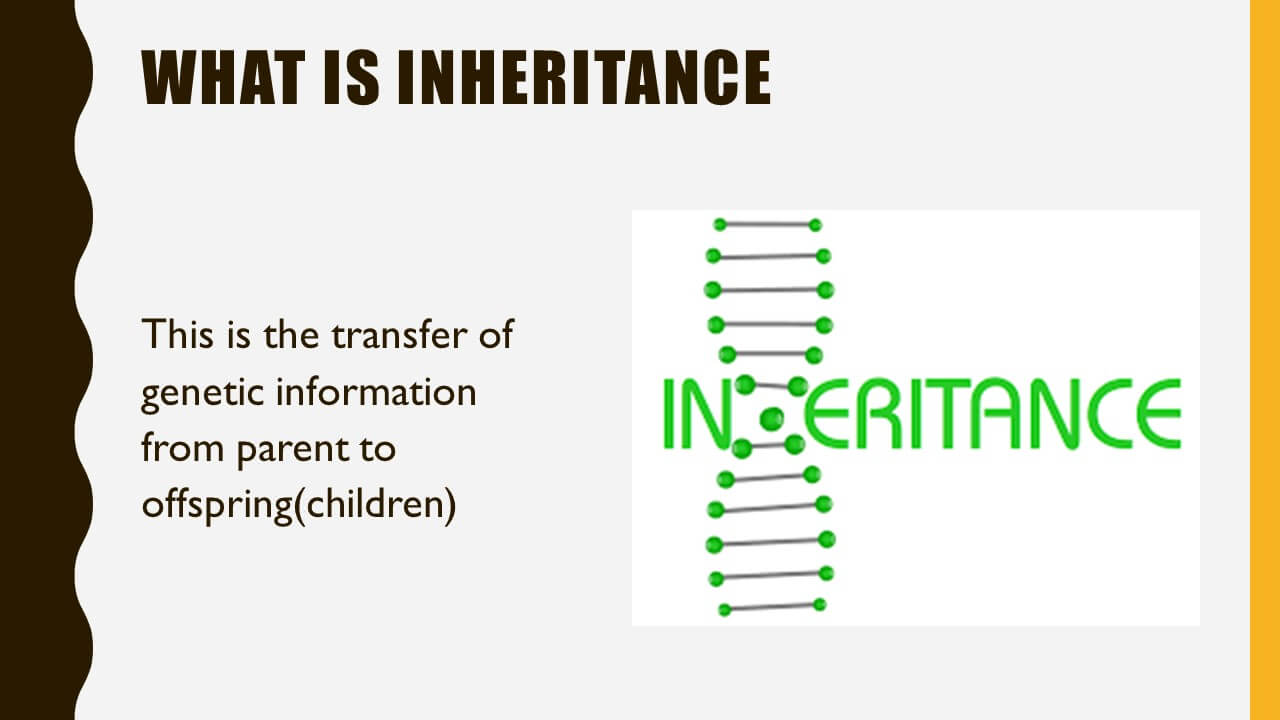 WHAT IS INHERITANCE
This is the transfer of
genetic information
from parent to
offspring(children)
INHERITANCE